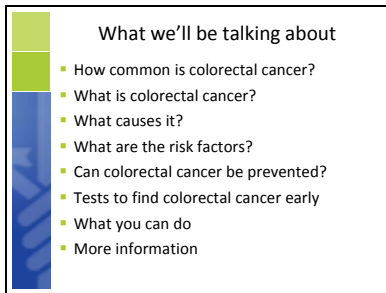 What we'll be talking about
How common is colorectal cancer?
What is colorectal cancer?
What causes it?
What are the risk factors?
Can colorectal cancer be prevented?
Tests to find colorectal cancer early
What you can do
More information